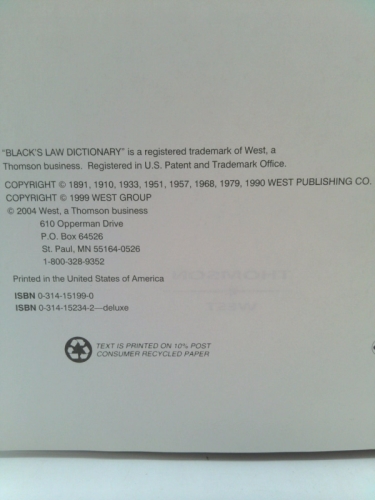 "BLACK'S LAW DICTIONARY" is a registered trademark of West, a
Thomson business. Registered in U.S. Patent and Trademark Office.
COPYRIGHT © 1891, 1910, 1933, 1951, 1957, 1968, 1979, 1990 WEST PUBLISHING CO.
COPYRIGHT © 1999 WEST GROUP
© 2004 West, a Thomson business
610 Opperman Drive
P.O. Box 64526
St. Paul, MN 55164-0526
1-800-328-9352
Printed in the United States of America
ISBN 0-314-15199-0
ISBN 0-314-15234-2—deluxe
TEXT IS PRINTED ON 10% POST
CONSUMER RECYCLED PAPER
THOMSON
WEST